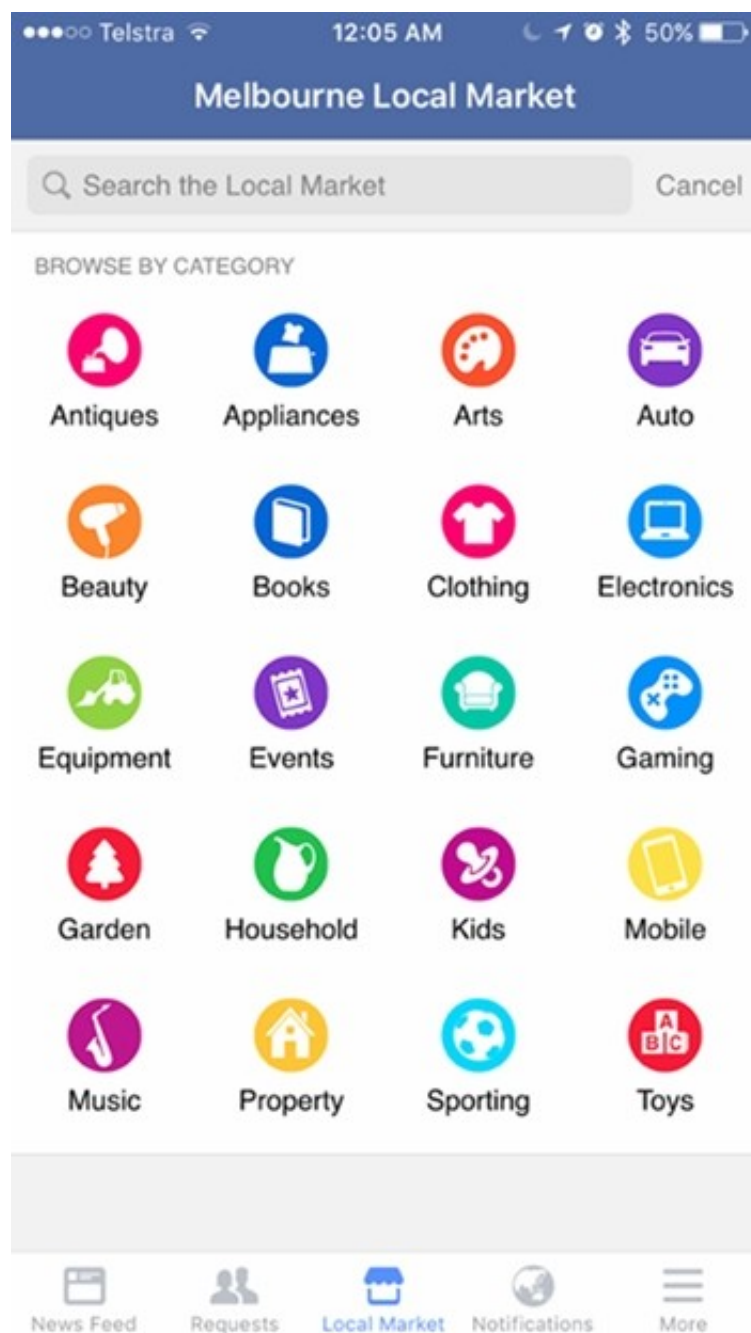 Telstra 12:05 AM 50%
Melbourne Local Market
Search the Local Market Cancel
BROWSE BY CATEGORY
Antiques Appliances Arts Auto
Beauty Books Clothing Electronics
Equipment Events Furniture Gaming
Garden Household Kids Mobile
A
B C
Music Property Sporting Toys
News Feed Requests Local Market Notifications More